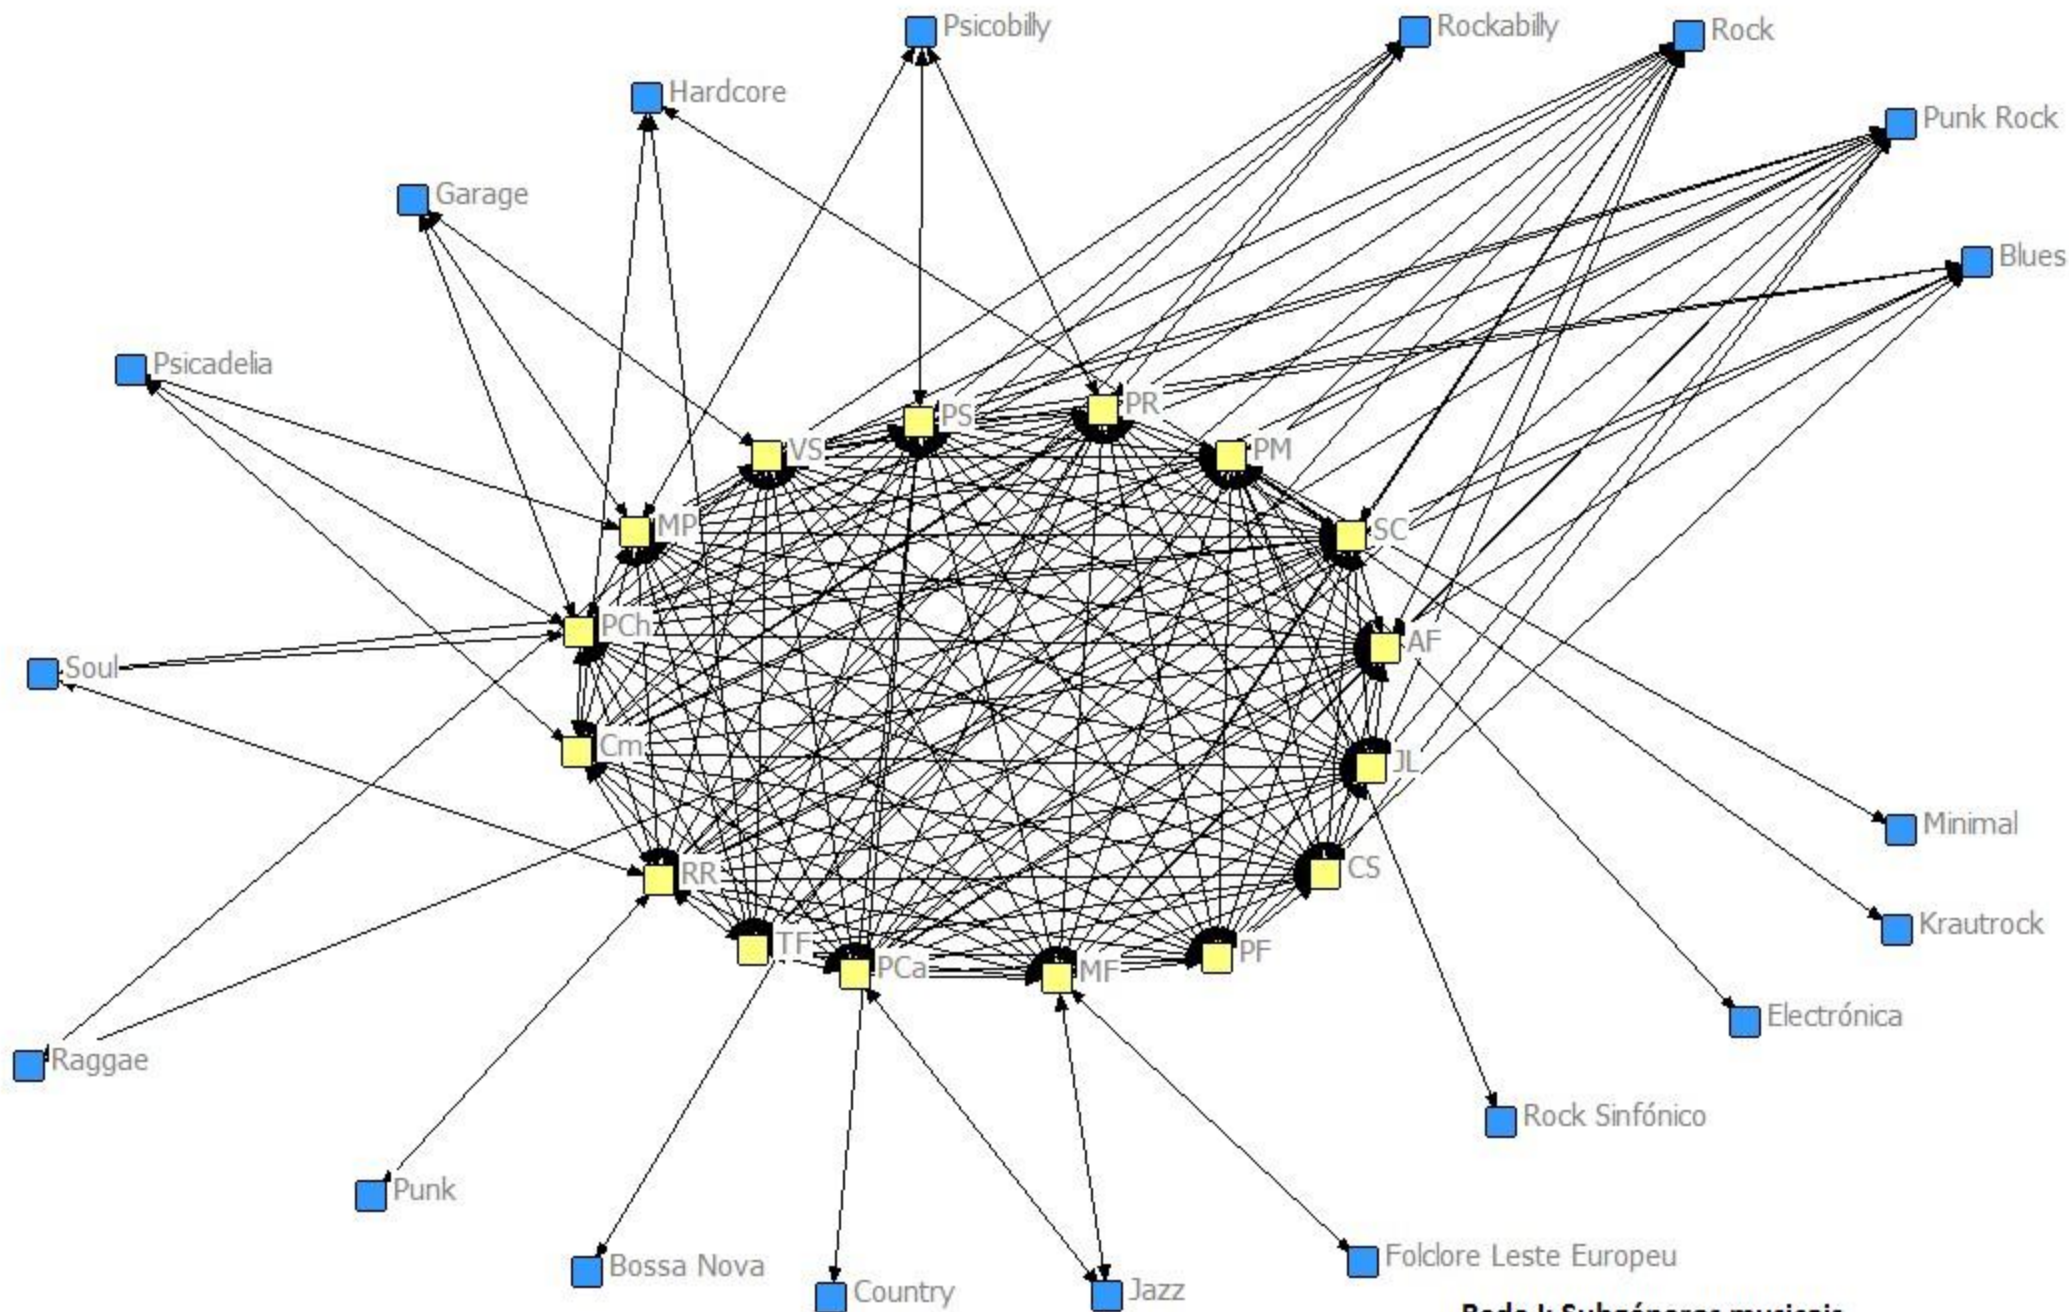 Psicobilly
Rockabilly
Rock
Hardcore
Punk Rock
Garage
Blues
Psicadelia
PS
PR
VS
PM
MP
SC
PCh
AF
Soul
Cm
JL
Minimal
RR
CS
Krautrock
TF
PCa
MF
PF
Electrónica
Raggae
Rock Sinfónico
Punk
Bossa Nova
Country
Jazz
Folclore Leste Europeu